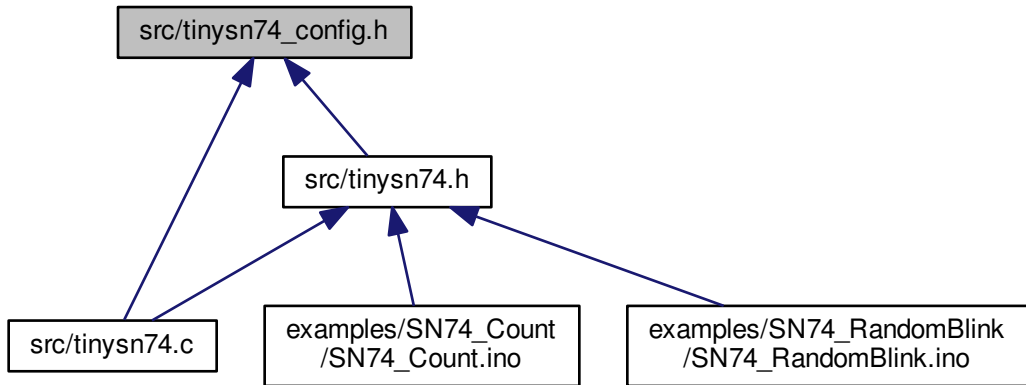 src/tinysn74_config.h
src/tinysn74.h
src/tinysn74.c
examples/SN74_Count
/SN74_Count.ino
examples/SN74_RandomBlink
/SN74_RandomBlink.ino